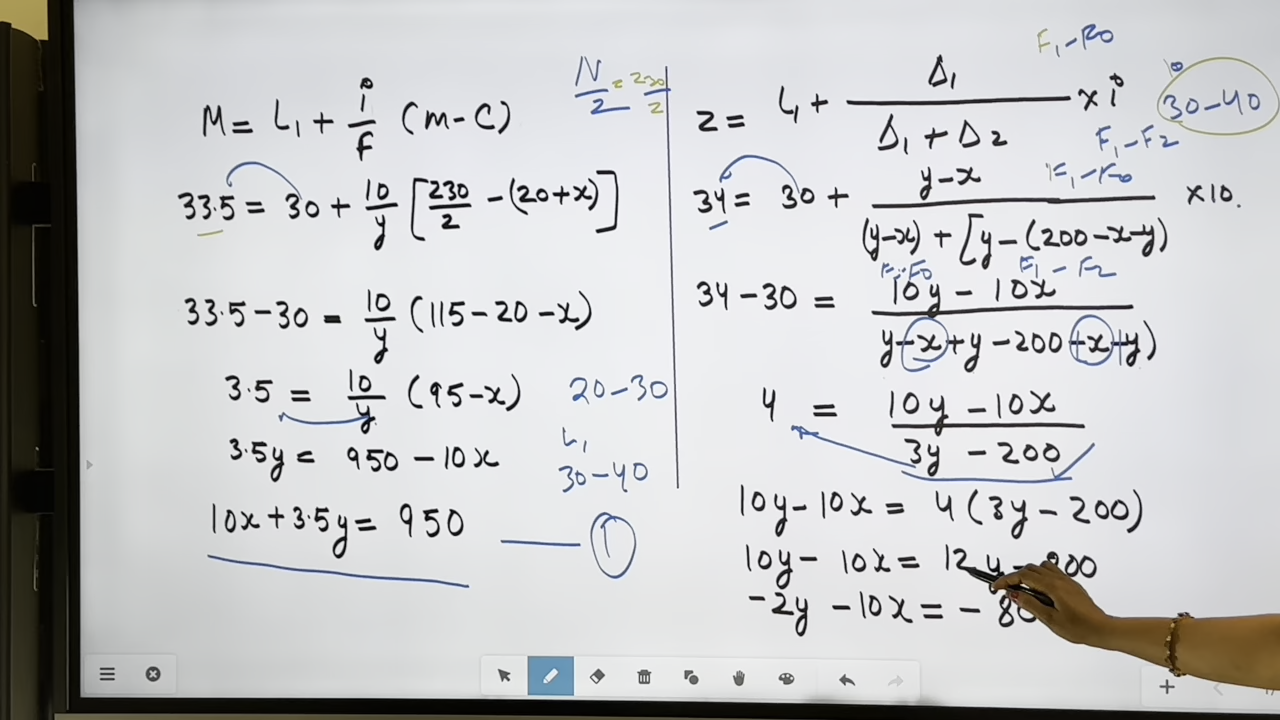 M = L₁ + i/f (m - C)
N/2 = 230/2
33.5 = 30 + 10/y [230/2 - (20+x)]
33.5 - 30 = 10/y (115 - 20 - x)
3.5 = 10/y (95 - x)
20 - 30
3.5y = 950 - 10x
L₁
30 - 40
10x + 3.5y = 950 —— 1
F₁ - F0
Z = L₁ + Δ₁/(Δ₁ + Δ2) × i
30 - 40
F₁ - F2
F₁ - F0
34 = 30 + y-x/(y-x) + [y - (200 - x - y) × 10.
F₁-F0
F₁ - F2
34 - 30 = 10y - 10x/y - x + y - 200 + x + y)
4 = 10y - 10x/3y - 200
10y - 10x = 4(3y - 200)
10y - 10x = 12y - 800
-2y - 10x = - 80